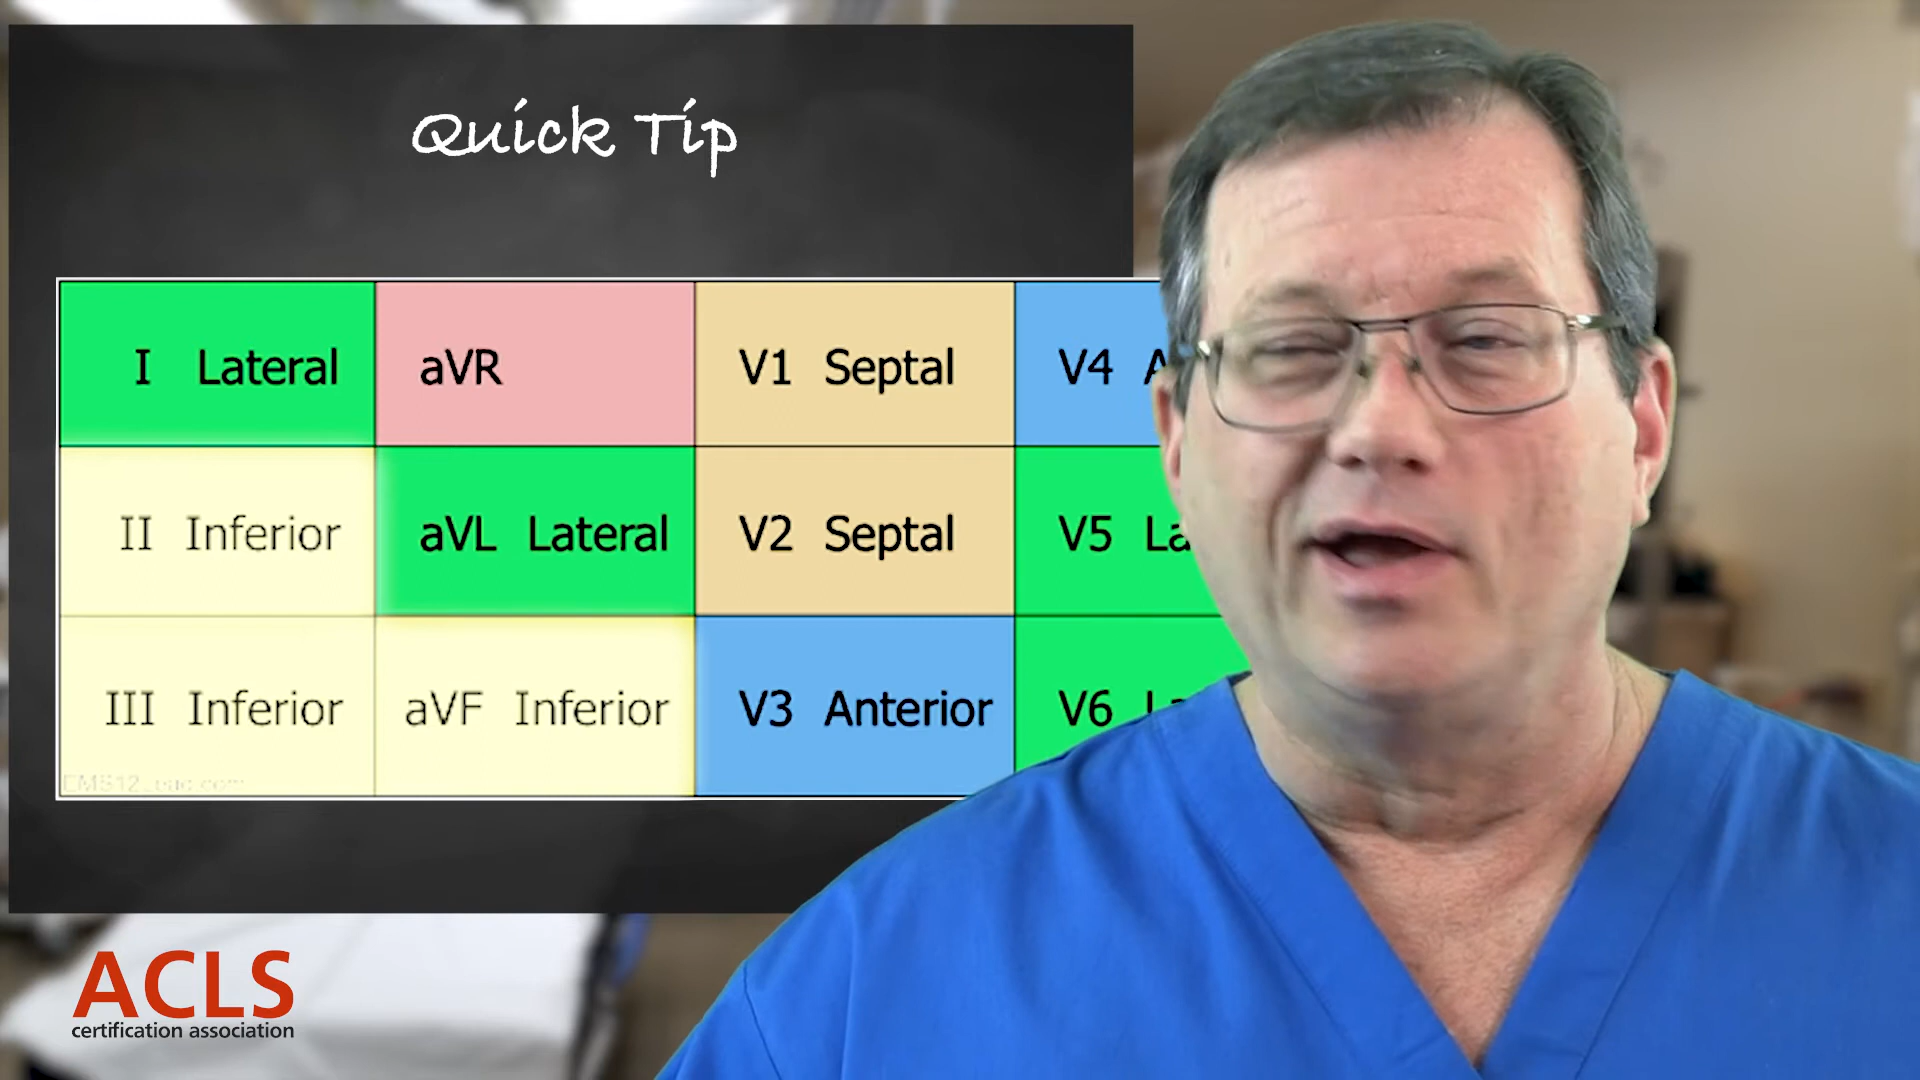 Quick Tip
I Lateral aVR V1 Septal V4
II Inferior aVL Lateral V2 Septal V5
III Inferior aVF Inferior V3 Anterior V6
ACLS
certification association